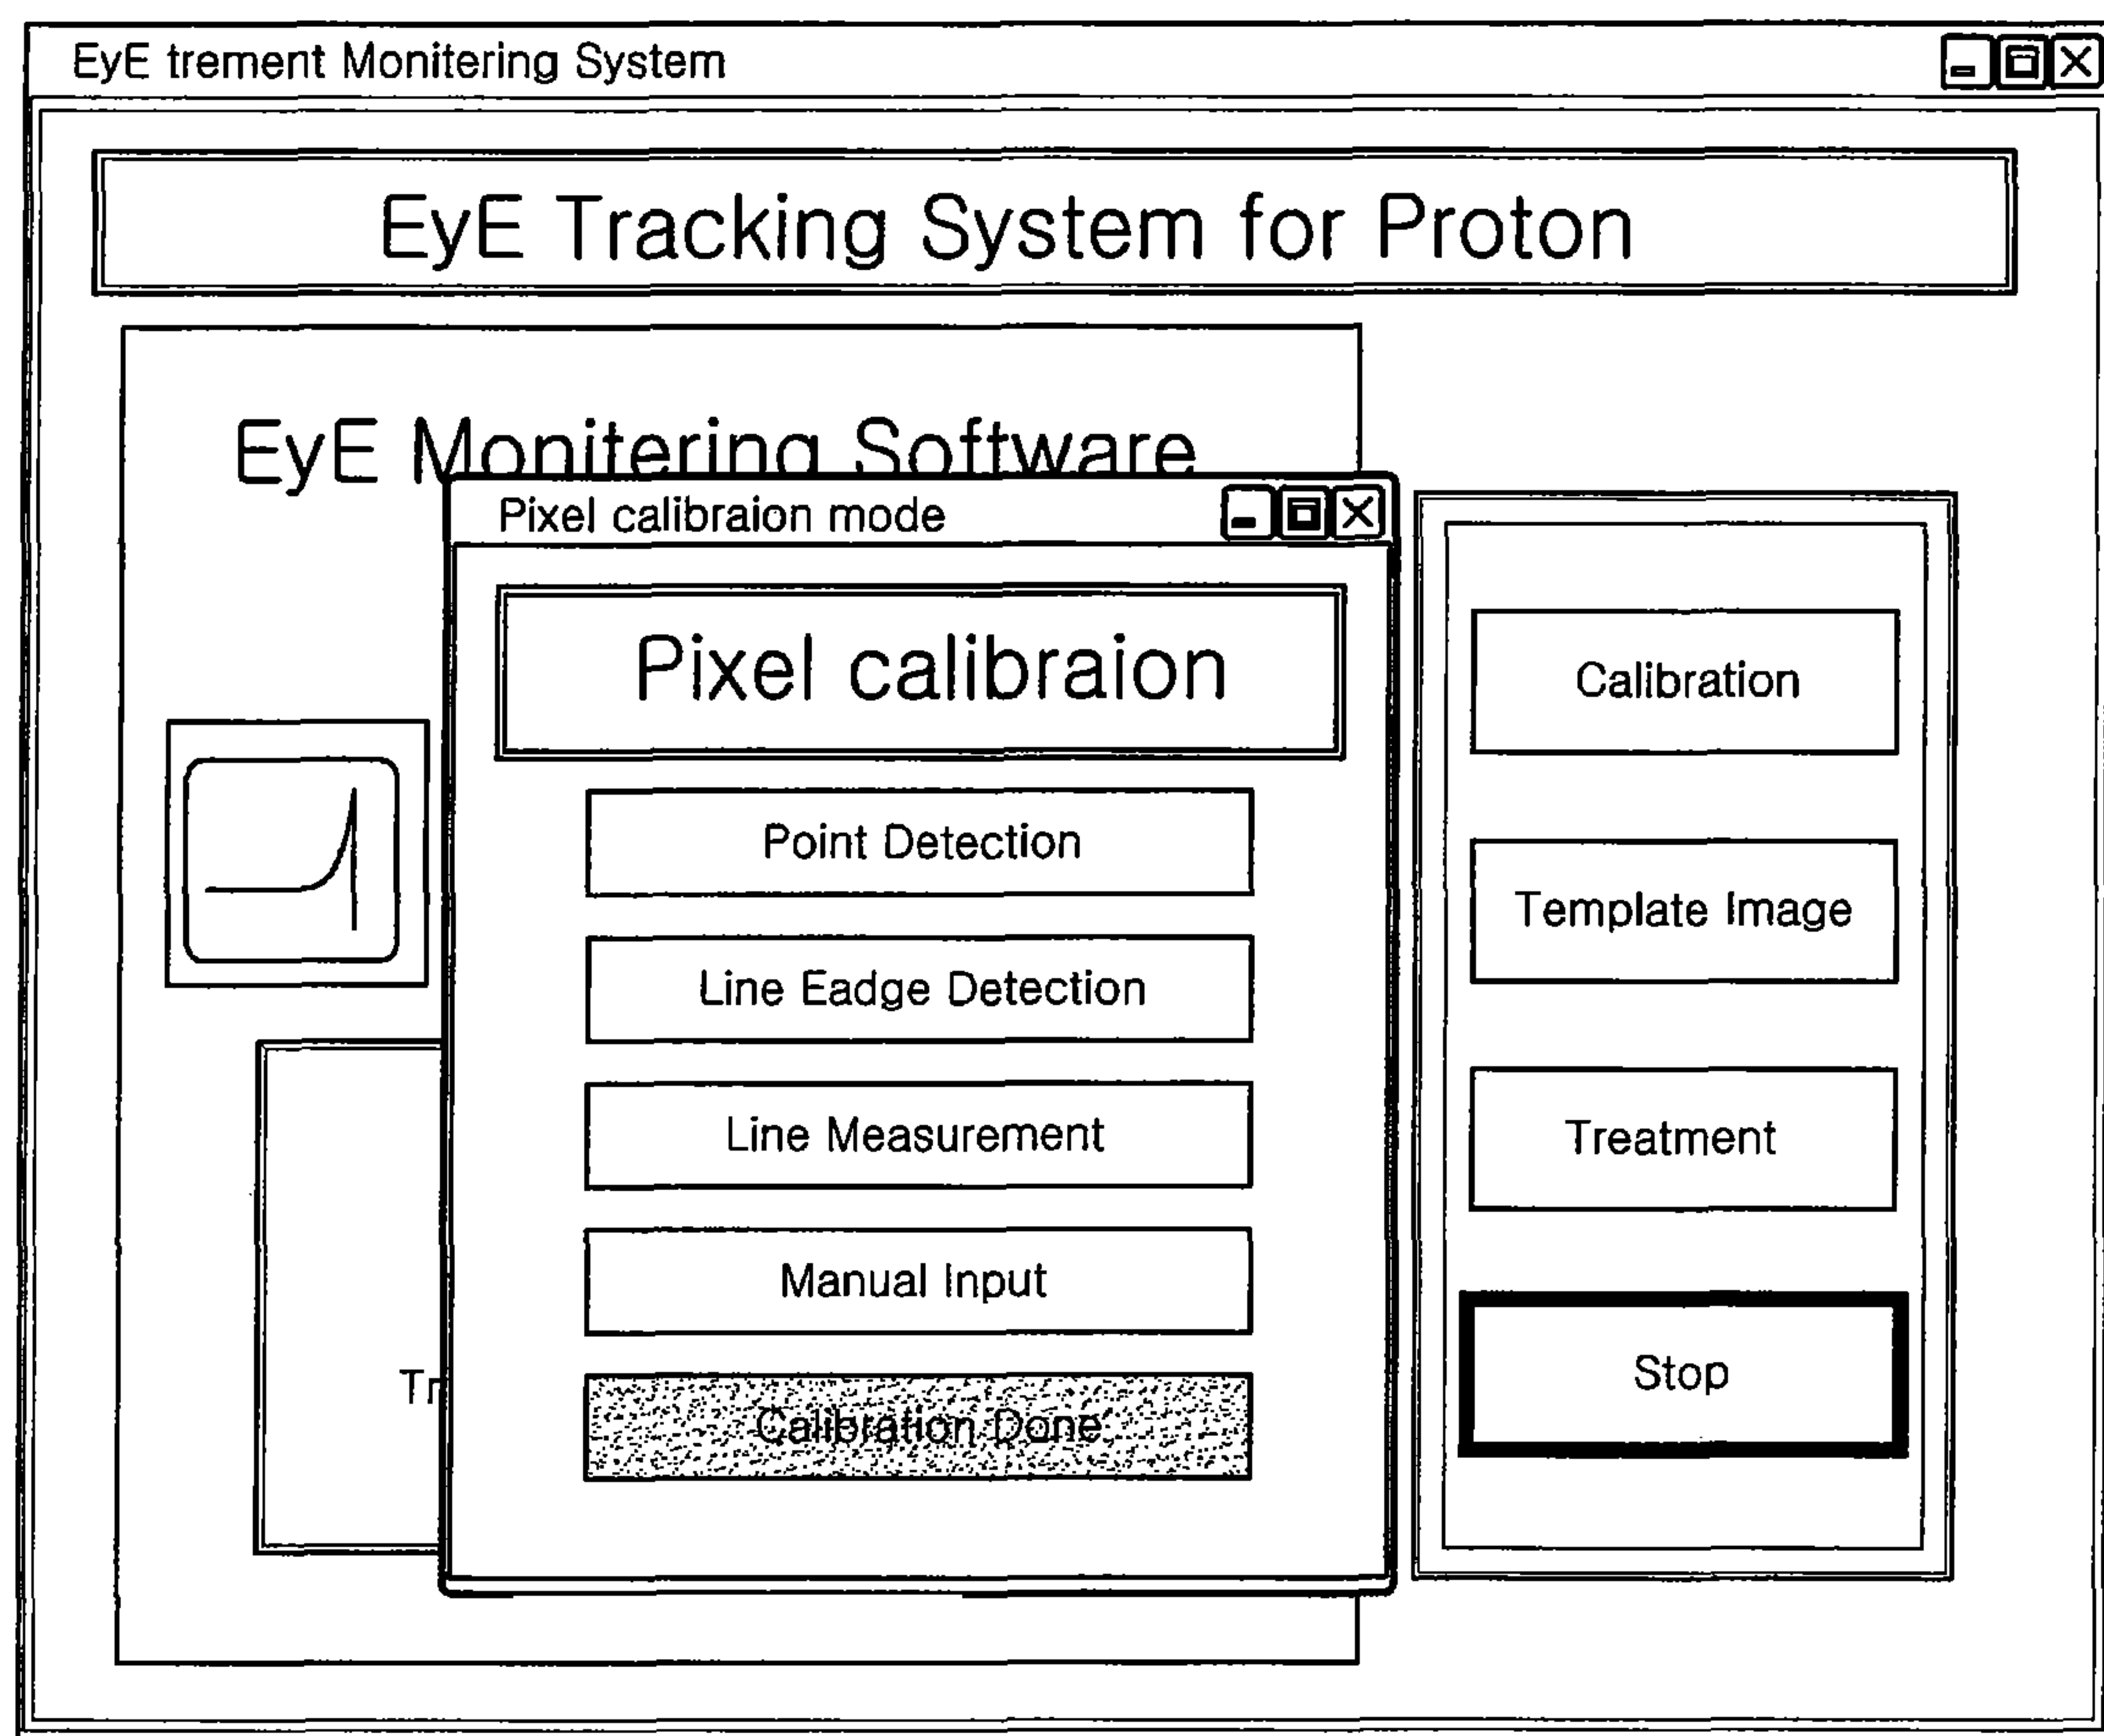 EyE trement Monitering System
EyE Tracking System for Proton
EyE Monitering Software
Pixel calibraion mode
Pixel calibraion
Point Detection
Line Eadge Detection
Line Measurement
Manual Input
Calibration Done
Tr
Calibration
Template Image
Treatment
Stop